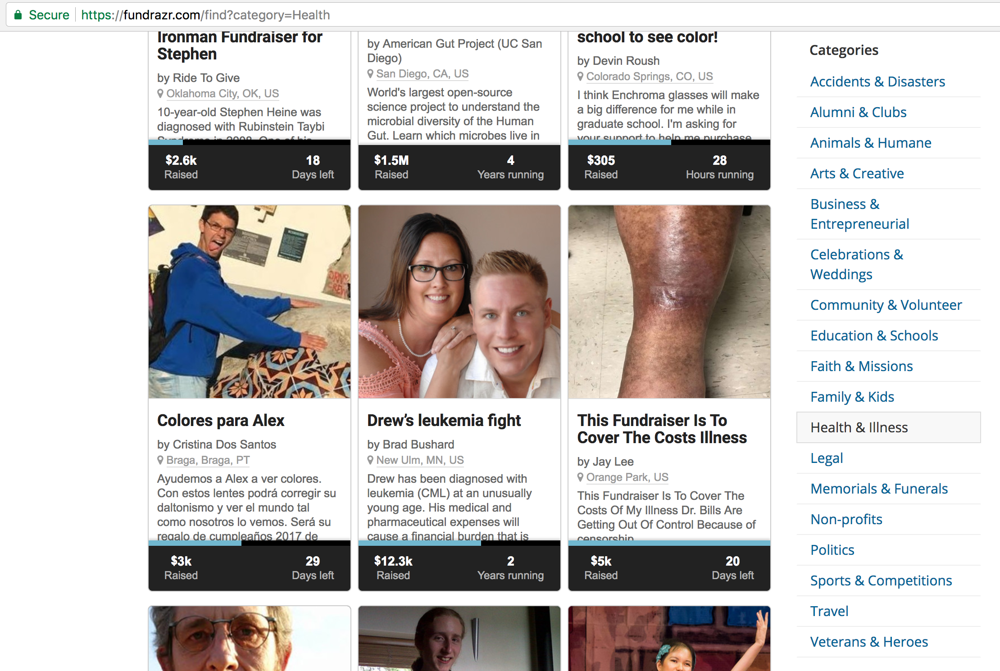 Secure https://fundrazr.com/find?category=Health
Ironman Fundraiser for
Stephen
by Ride To Give
Oklahoma City, OK, US
10-year-old Stephen Heine was
diagnosed with Rubinstein Taybi
Syndrome in 2008. One of his
$2.6k 18
Raised Days left
by American Gut Project (UC San
Diego)
San Diego, CA, US
World's largest open-source
science project to understand the
microbial diversity of the Human
Gut. Learn which microbes live in
$1.5M 4
Raised Years running
school to see color!
by Devin Roush
Colorado Springs, CO, US
I think Enchroma glasses will make
a big difference for me while in
graduate school. I'm asking for
your support to help me purchase
$305 28
Raised Hours running
Colores para Alex
by Cristina Dos Santos
Braga, Braga, PT
Ayudemos a Alex a ver colores.
Con estos lentes podrá corregir su
daltonismo y ver el mundo tal
como nosotros lo vemos. Será su
regalo de cumpleaños 2017 de
$3k 29
Raised Days left
Drew’s leukemia fight
by Brad Bushard
New Ulm, MN, US
Drew has been diagnosed with
leukemia (CML) at an unusually
young age. His medical and
pharmaceutical expenses will
cause a financial burden that is
$12.3k 2
Raised Years running
This Fundraiser Is To
Cover The Costs Illness
by Jay Lee
Orange Park, US
This Fundraiser Is To Cover The
Costs Of My Illness Dr. Bills Are
Getting Out Of Control Because of
censorship
$5k 20
Raised Days left
Categories
Accidents & Disasters
Alumni & Clubs
Animals & Humane
Arts & Creative
Business &
Entrepreneurial
Celebrations &
Weddings
Community & Volunteer
Education & Schools
Faith & Missions
Family & Kids
Health & Illness
Legal
Memorials & Funerals
Non-profits
Politics
Sports & Competitions
Travel
Veterans & Heroes